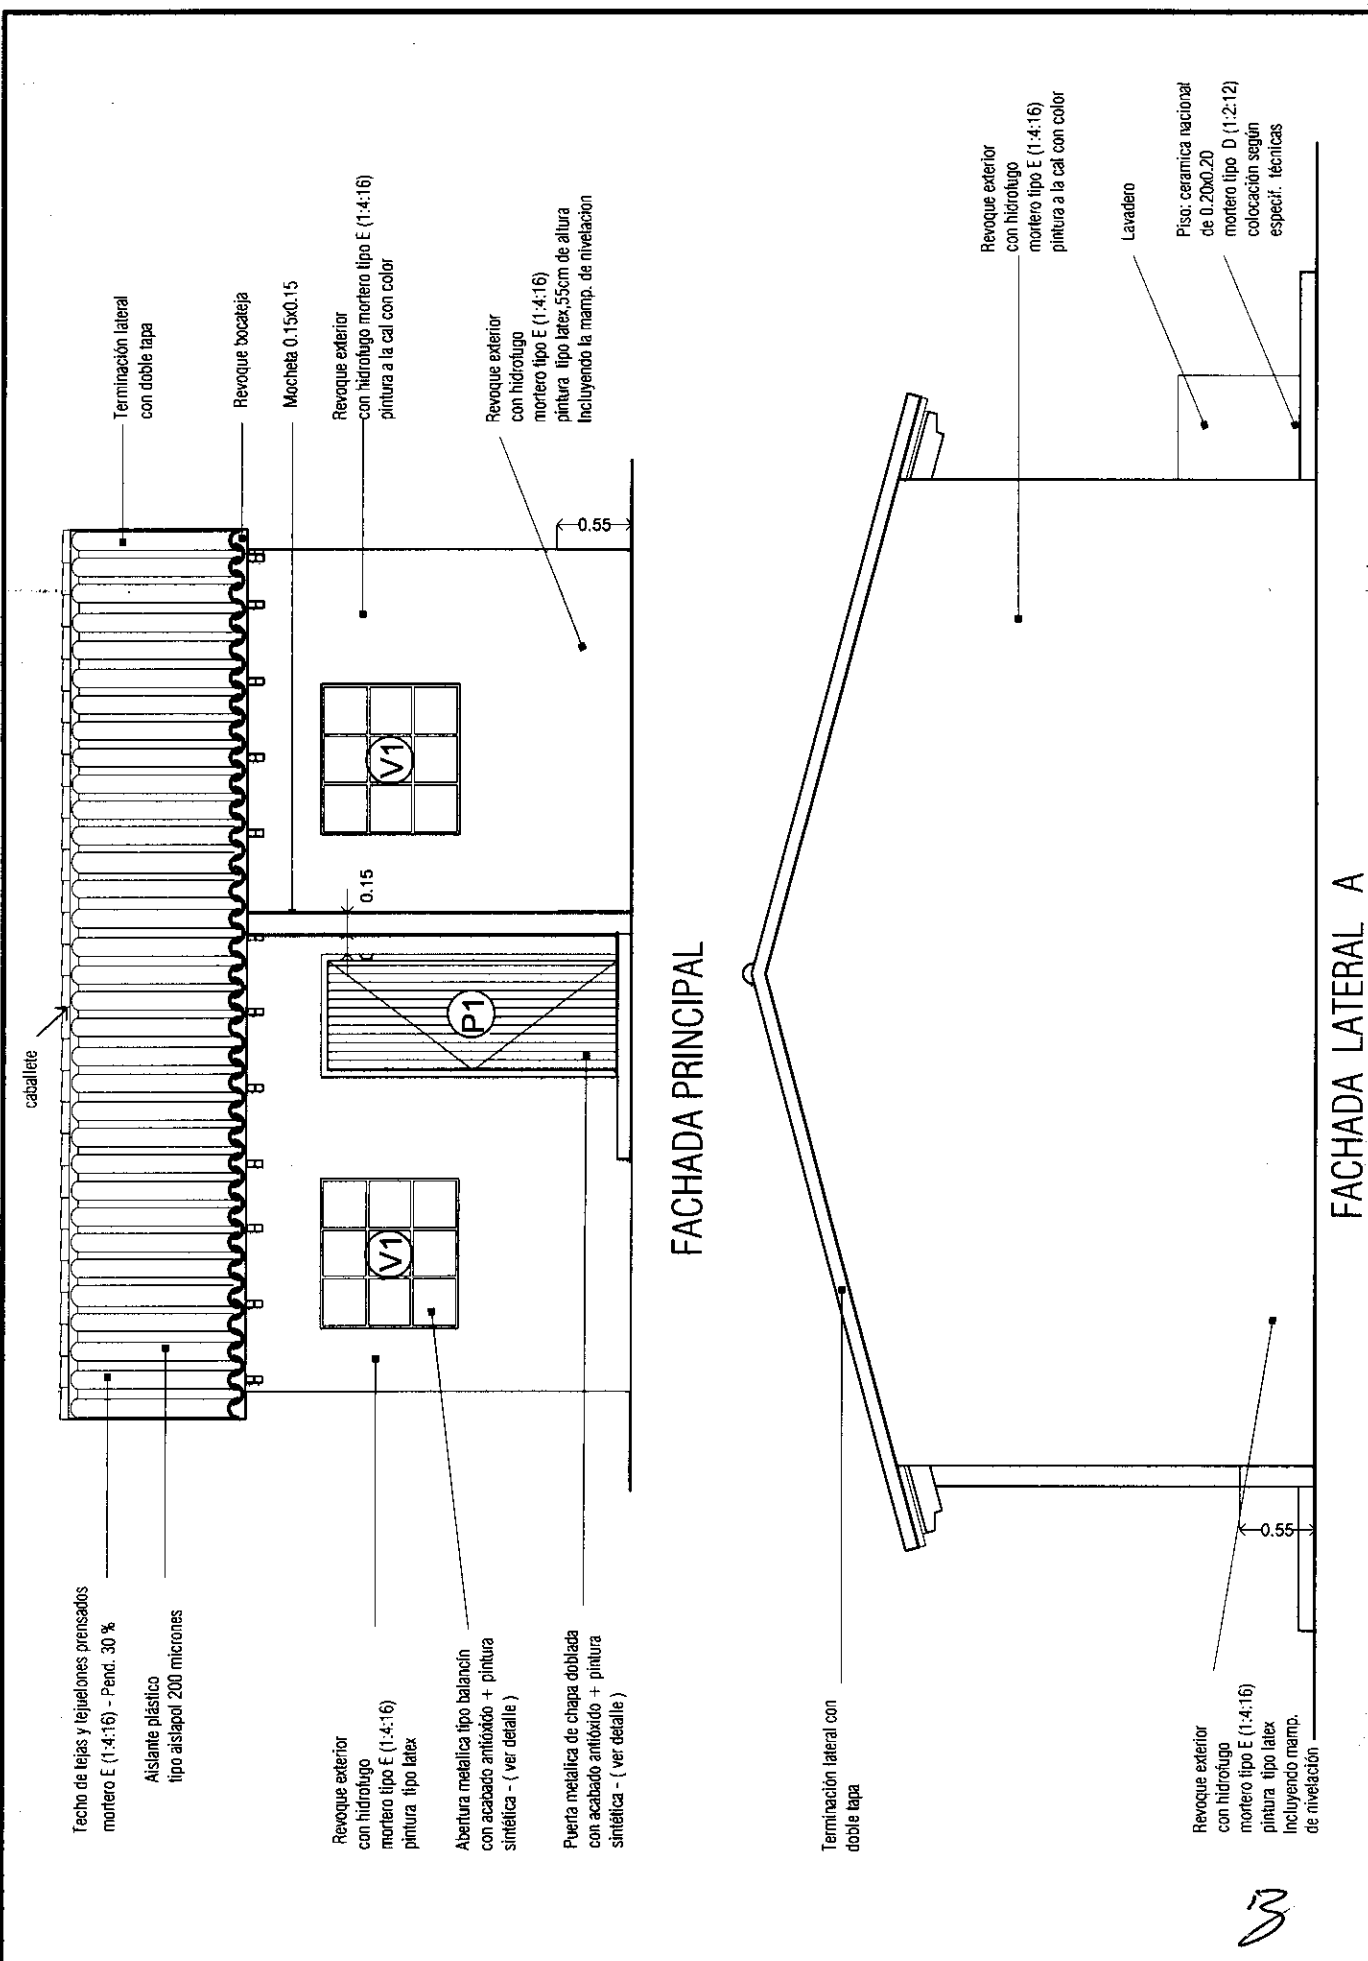 caballete
Techo de tejas y tejuelones prensados
mortero E (1:4:16) - Pend. 30 %
Aislante plástico
tipo aislapol 200 micrones
Revoque exterior
con hidrofugo
mortero tipo E (1:4:16)
pintura tipo latex
Abertura metalica tipo balancín
con acabado antióxido + pintura
sintética - ( ver detalle )
Puerta metalica de chapa doblada
con acabado antióxido + pintura
sintética - ( ver detalle )
V1
P1
V1
0.15
0.55
Terminación lateral
con doble tapa
Revoque bocateja
Mocheta 0.15x0.15
Revoque exterior
con hidrofugo mortero tipo E (1:4:16)
pintura a la cal con color
Revoque exterior
con hidrofugo
mortero tipo E (1:4:16)
pintura tipo latex,55cm de altura
Incluyendo la mamp. de nivelacion
FACHADA PRINCIPAL
Terminación lateral con
doble tapa
Revoque exterior
con hidrofugo
mortero tipo E (1:4:16)
pintura tipo latex
Incluyendo mamp.
de nivelación
0.55
Revoque exterior
con hidrofugo
mortero tipo E (1:4:16)
pintura a la cal con color
Lavadero
Piso: ceramica nacional
de 0.20x0.20
mortero tipo D (1:2:12)
colocación según
especif. técnicas
FACHADA LATERAL A